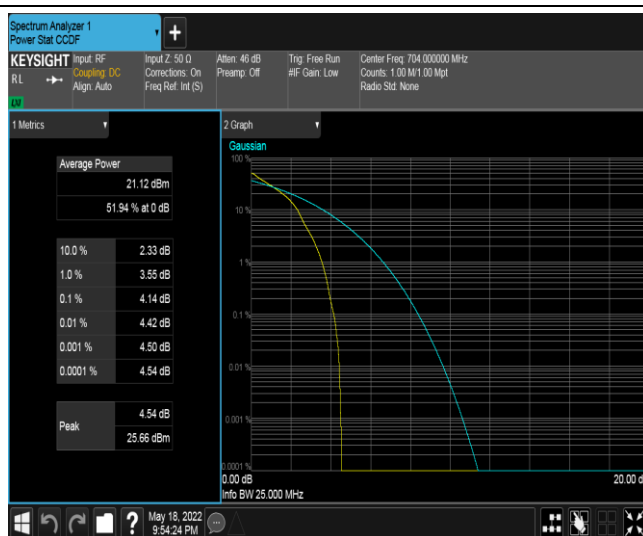 Spectrum Analyzer 1
Power Stat CCDF
KEYSIGHT
RL
Input: RF
Coupling: DC
Align: Auto
Input Z: 50 Ω
Corrections: On
Freq Ref: Int (S)
Atten: 46 dB
Preamp: Off
Trig: Free Run
#IF Gain: Low
Center Freq: 704.000000 MHz
Counts: 1.00 M/1.00 Mpt
Radio Std: None
1 Metrics
Average Power
21.12 dBm
51.94 % at 0 dB
10.0 % 2.33 dB
1.0 % 3.55 dB
0.1 % 4.14 dB
0.01 % 4.42 dB
0.001 % 4.50 dB
0.0001 % 4.54 dB
Peak
4.54 dB
25.66 dBm
2 Graph
Gaussian
100 %
10 %
1 %
0.1 %
0.01 %
0.001 %
0.0001 %
0.00 dB 20.00 d
Info BW 25.000 MHz
?
May 18, 2022
9:54:24 PM